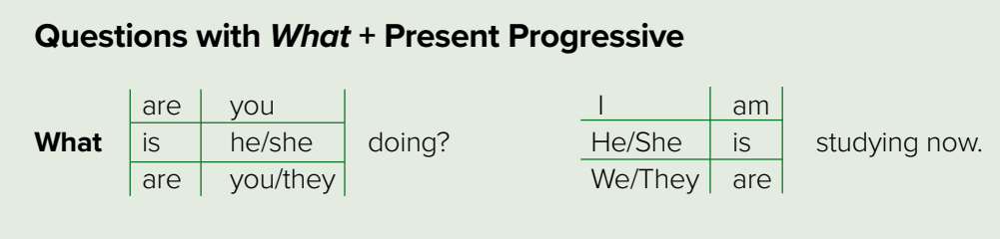 Questions with What + Present Progressive
are you I am
What is he/she doing? He/She is studying now.
are you/they We/They are